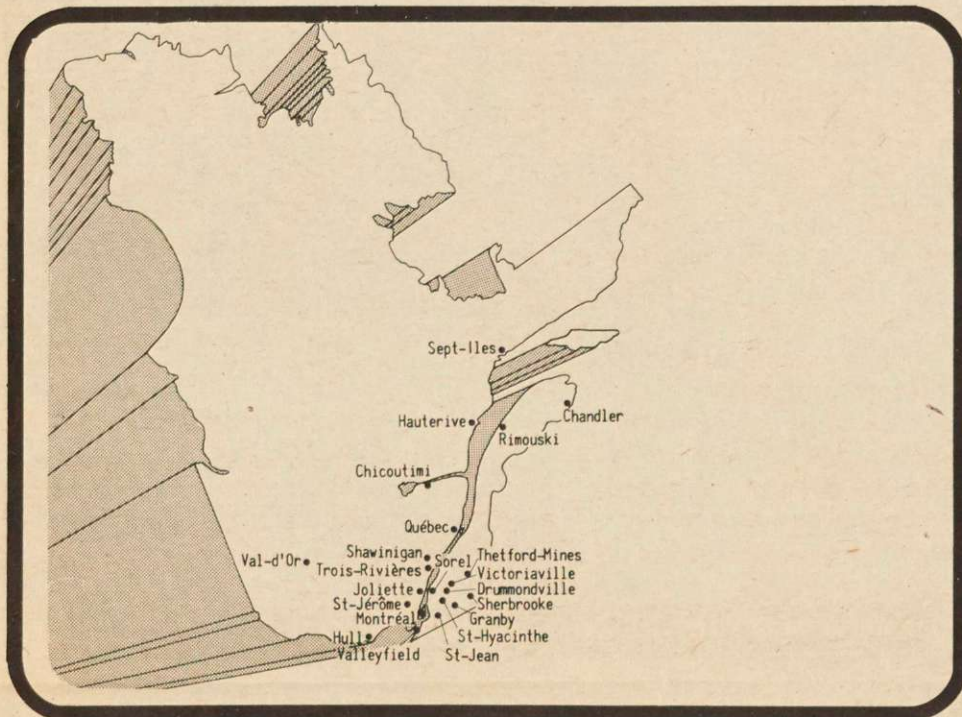 Sept-Iles
Chandler
Hauterive
Rimouski
Chicoutimi
Québec
Shawinigan
Thetford-Mines
Val-d'Or
Sorel
Trois-Rivières
Victoriaville
Joliette
Drummondville
St-Jérôme
Sherbrooke
Montréal
Granby
Hull
St-Hyacinthe
Valleyfield
St-Jean